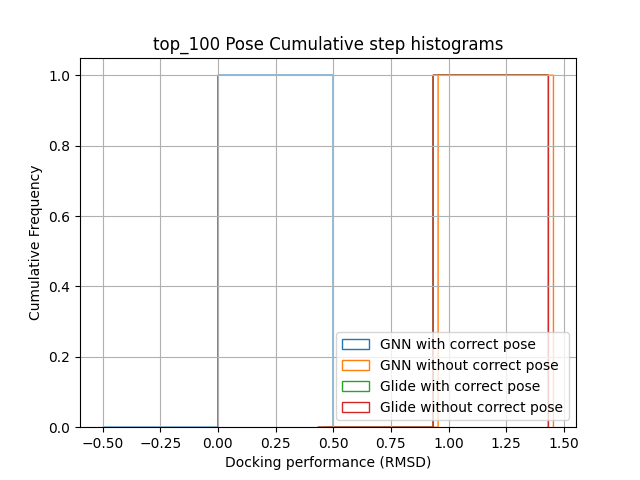 top_100 Pose Cumulative step histograms
Cumulative Frequency
1.0
0.8
0.6
0.4
0.2
0.0
GNN with correct pose
GNN without correct pose
Glide with correct pose
Glide without correct pose
−0.50 −0.25 0.00 0.25 0.50 0.75 1.00 1.25 1.50
Docking performance (RMSD)